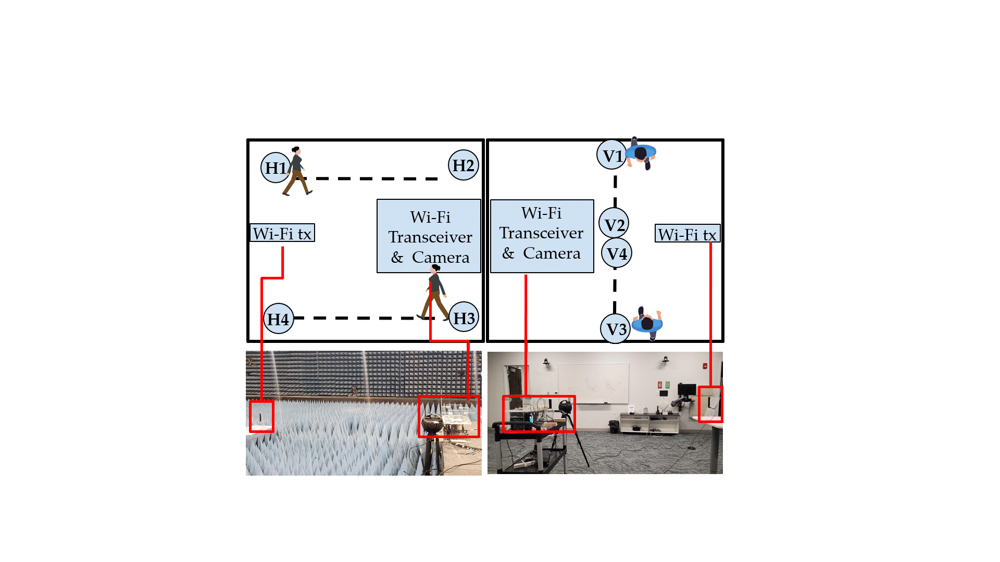 H1
H2
Wi-Fi
Transceiver
& Camera
Wi-Fi tx
H4
H3
V1
Wi-Fi
Transceiver
& Camera
V2
V4
Wi-Fi tx
V3